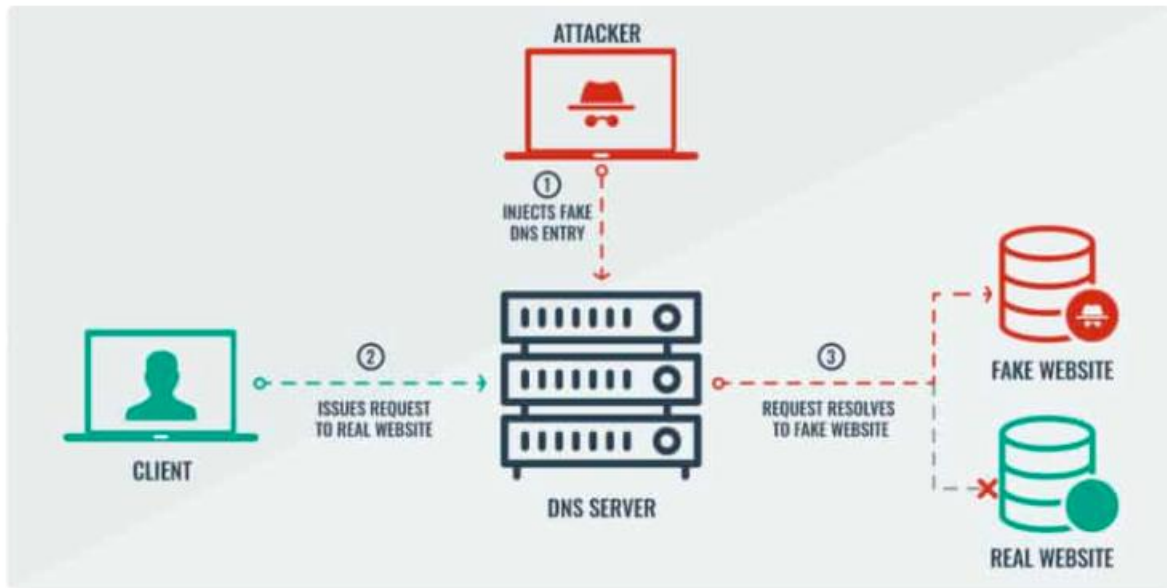 ATTACKER
1
INJECTS FAKE
DNS ENTRY
2
ISSUES REQUEST
TO REAL WEBSITE
CLIENT
DNS SERVER
3
REQUEST RESOLVES
TO FAKE WEBSITE
FAKE WEBSITE
REAL WEBSITE